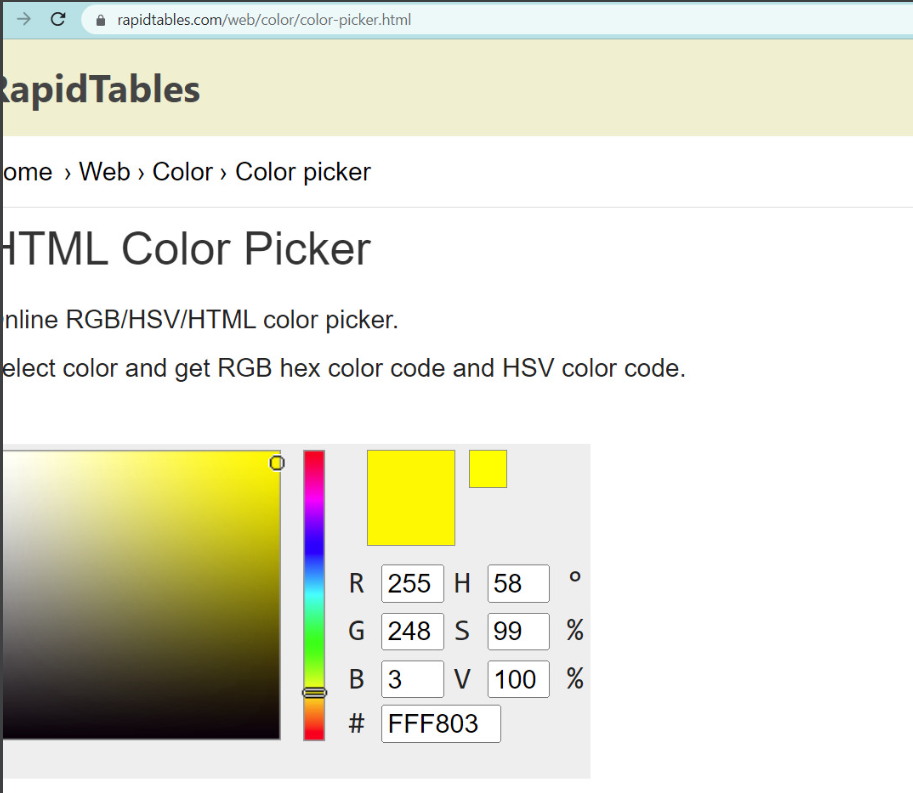 rapidtables.com/web/color/color-picker.html
RapidTables
ome › Web › Color › Color picker
HTML Color Picker
nline RGB/HSV/HTML color picker.
elect color and get RGB hex color code and HSV color code.
R 255 H 58 °
G 248 S 99 %
B 3 V 100 %
# FFF803